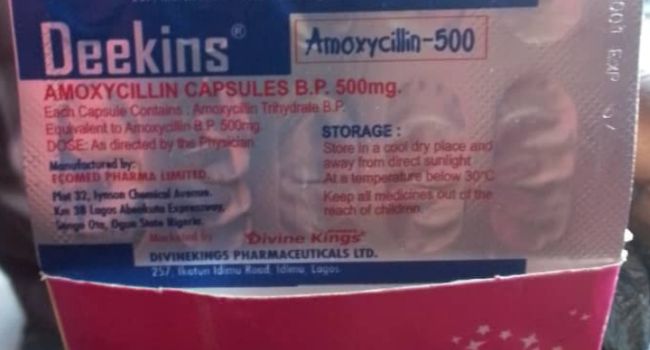 Deekins®
Amoxycillin-500
AMOXYCILLIN CAPSULES B.P. 500mg.
Each Capsule Contains : Amoxycillin Trihydrate B.P.
Equivalent to Amoxycillin B.P. 500mg.
DOSE: As directed by the Physician
Manufactured by:
ECOMED PHARMA LIMITED.
Plot 32, Iyesan Chemical Avenue.
Km 38 Lagos Abeokuta Expressway,
Sango Ota, Ogun State Nigeria.
STORAGE :
Store in a cool dry place and
away from direct sunlight
At a temperature below 30°C
Keep all medicines out of the
reach of children.
Marketed by Divine Kings
DIVINEKINGS PHARMACEUTICALS LTD.
257, Ikotun Idimu Road, Idimu, Lagos
001 EXP